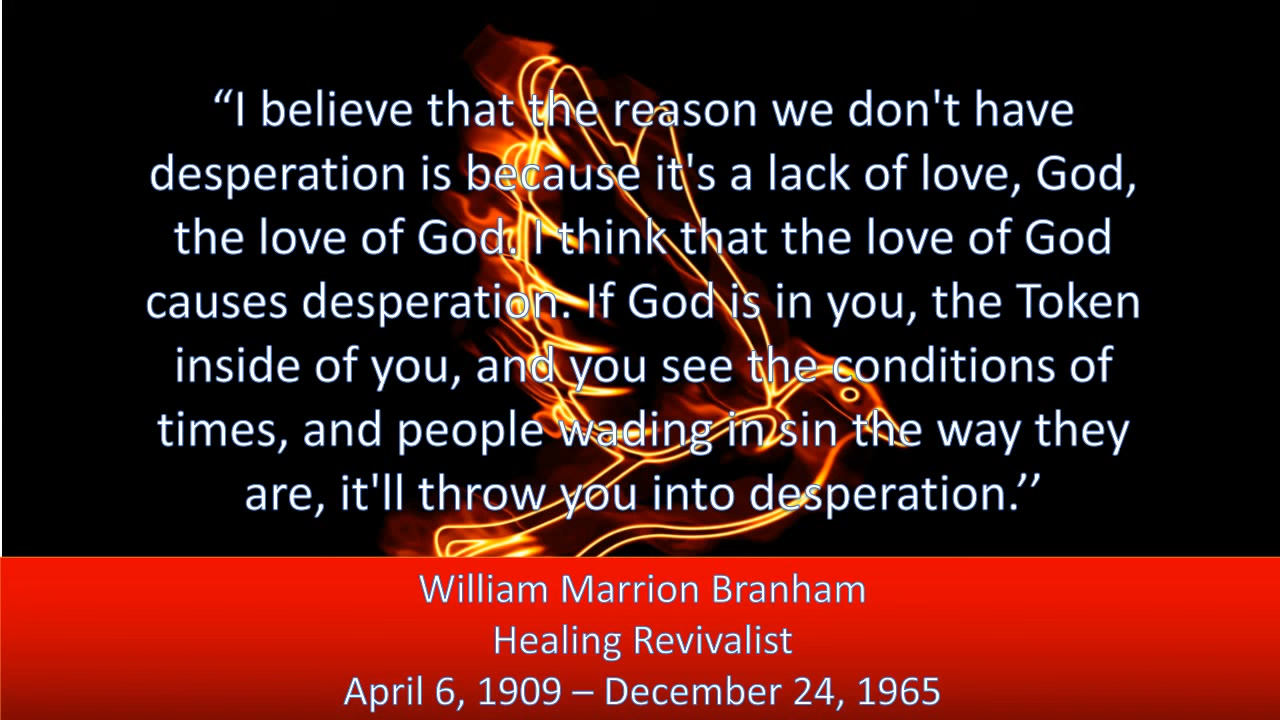 “I believe that the reason we don't have
desperation is because it's a lack of love, God,
the love of God. I think that the love of God
causes desperation. If God is in you, the Token
inside of you, and you see the conditions of
times, and people wading in sin the way they
are, it'll throw you into desperation.’’
William Marrion Branham
Healing Revivalist
April 6, 1909 – December 24, 1965